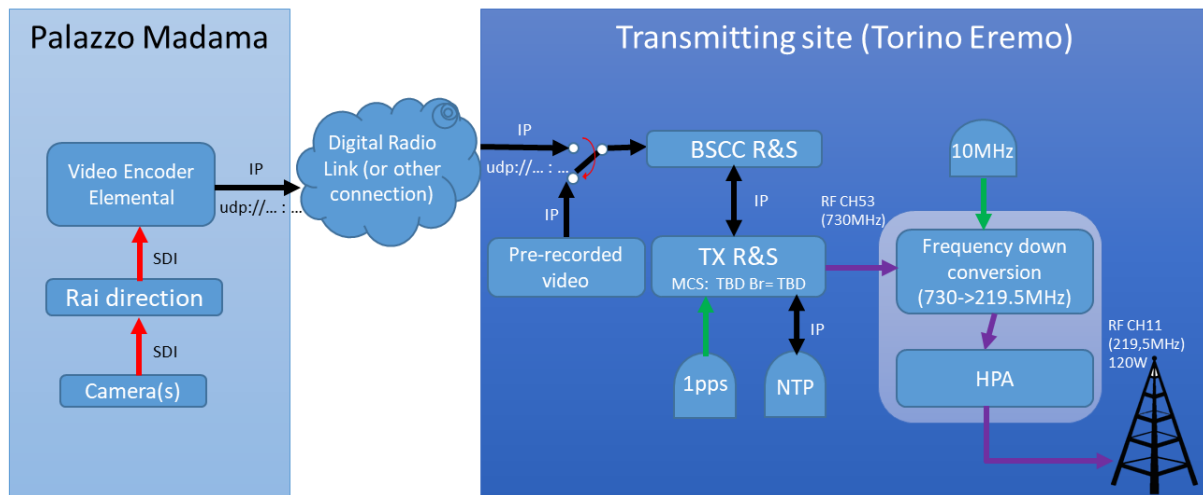 Palazzo Madama
Video Encoder
Elemental
IP
udp://... : ...
SDI
Rai direction
SDI
Camera(s)
Digital Radio
Link (or other
connection)
Transmitting site (Torino Eremo)
IP
udp://... : ...
IP
Pre-recorded
video
BSCC R&S
IP
TX R&S
MCS:  TBD Br= TBD
IP
1pps
NTP
RF CH53
(730MHz)
10MHz
Frequency down
conversion
(730->219.5MHz)
HPA
RF CH11
(219,5MHz)
120W